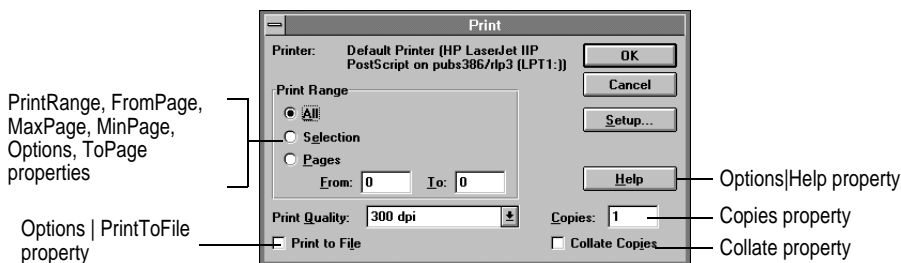 Print
Printer: Default Printer (HP LaserJet IIP
PostScript on pubs386/rlp3 (LPT1:))
OK
Cancel
Setup...
Help
Print Range
All
Selection
Pages
From: 0 To: 0
Print Quality: 300 dpi
Copies: 1
Print to File
Collate Copies
PrintRange, FromPage,
MaxPage, MinPage,
Options, ToPage
properties
Options | PrintToFile
property
Options|Help property
Copies property
Collate property